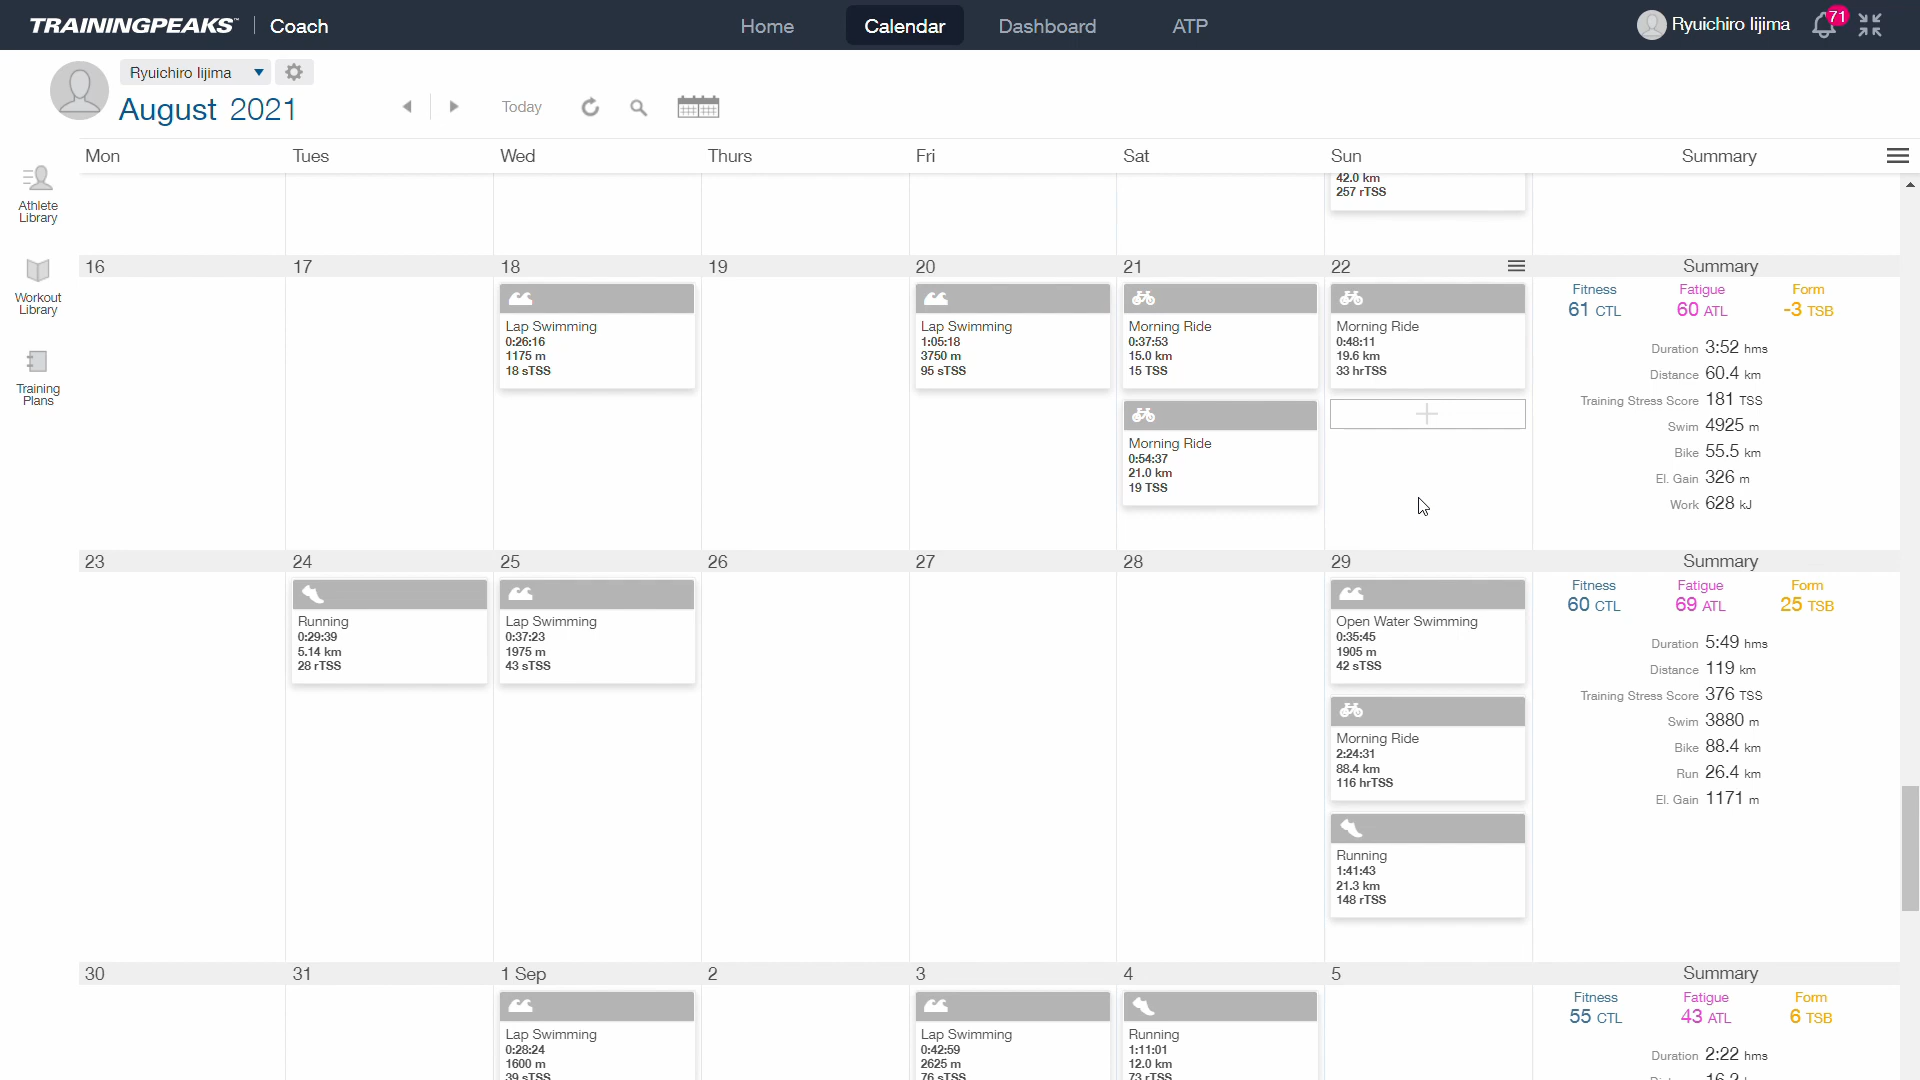 TRAININGPEAKS™ Coach
Home
Calendar
Dashboard
ATP
Ryuichiro Iijima
71
Ryuichiro Iijima
August 2021
Today
Mon
Tues
Wed
Thurs
Fri
Sat
Sun
Summary
Athlete
Library
Workout
Library
Training
Plans
42.0 km
257 rTSS
16
17
18
19
20
21
22
Summary
Lap Swimming
0:26:16
1175 m
18 sTSS
Lap Swimming
1:05:18
3750 m
95 sTSS
Morning Ride
0:37:53
15.0 km
15 TSS
Morning Ride
0:54:37
21.0 km
19 TSS
Morning Ride
0:48:11
19.6 km
33 hrTSS
Fitness
61 CTL
Fatigue
60 ATL
Form
-3 TSB
Duration 3:52 hms
Distance 60.4 km
Training Stress Score 181 TSS
Swim 4925 m
Bike 55.5 km
El. Gain 326 m
Work 628 kJ
23
24
25
26
27
28
29
Summary
Running
0:29:39
5.14 km
28 rTSS
Lap Swimming
0:37:23
1975 m
43 sTSS
Open Water Swimming
0:35:45
1905 m
42 sTSS
Morning Ride
2:24:31
88.4 km
116 hrTSS
Running
1:41:43
21.3 km
148 rTSS
Fitness
60 CTL
Fatigue
69 ATL
Form
25 TSB
Duration 5:49 hms
Distance 119 km
Training Stress Score 376 TSS
Swim 3880 m
Bike 88.4 km
Run 26.4 km
El. Gain 1171 m
30
31
1 Sep
2
3
4
5
Summary
Lap Swimming
0:28:24
1600 m
39 sTSS
Lap Swimming
0:42:59
2625 m
76 sTSS
Running
1:11:01
12.0 km
73 rTSS
Fitness
55 CTL
Fatigue
43 ATL
Form
6 TSB
Duration 2:22 hms